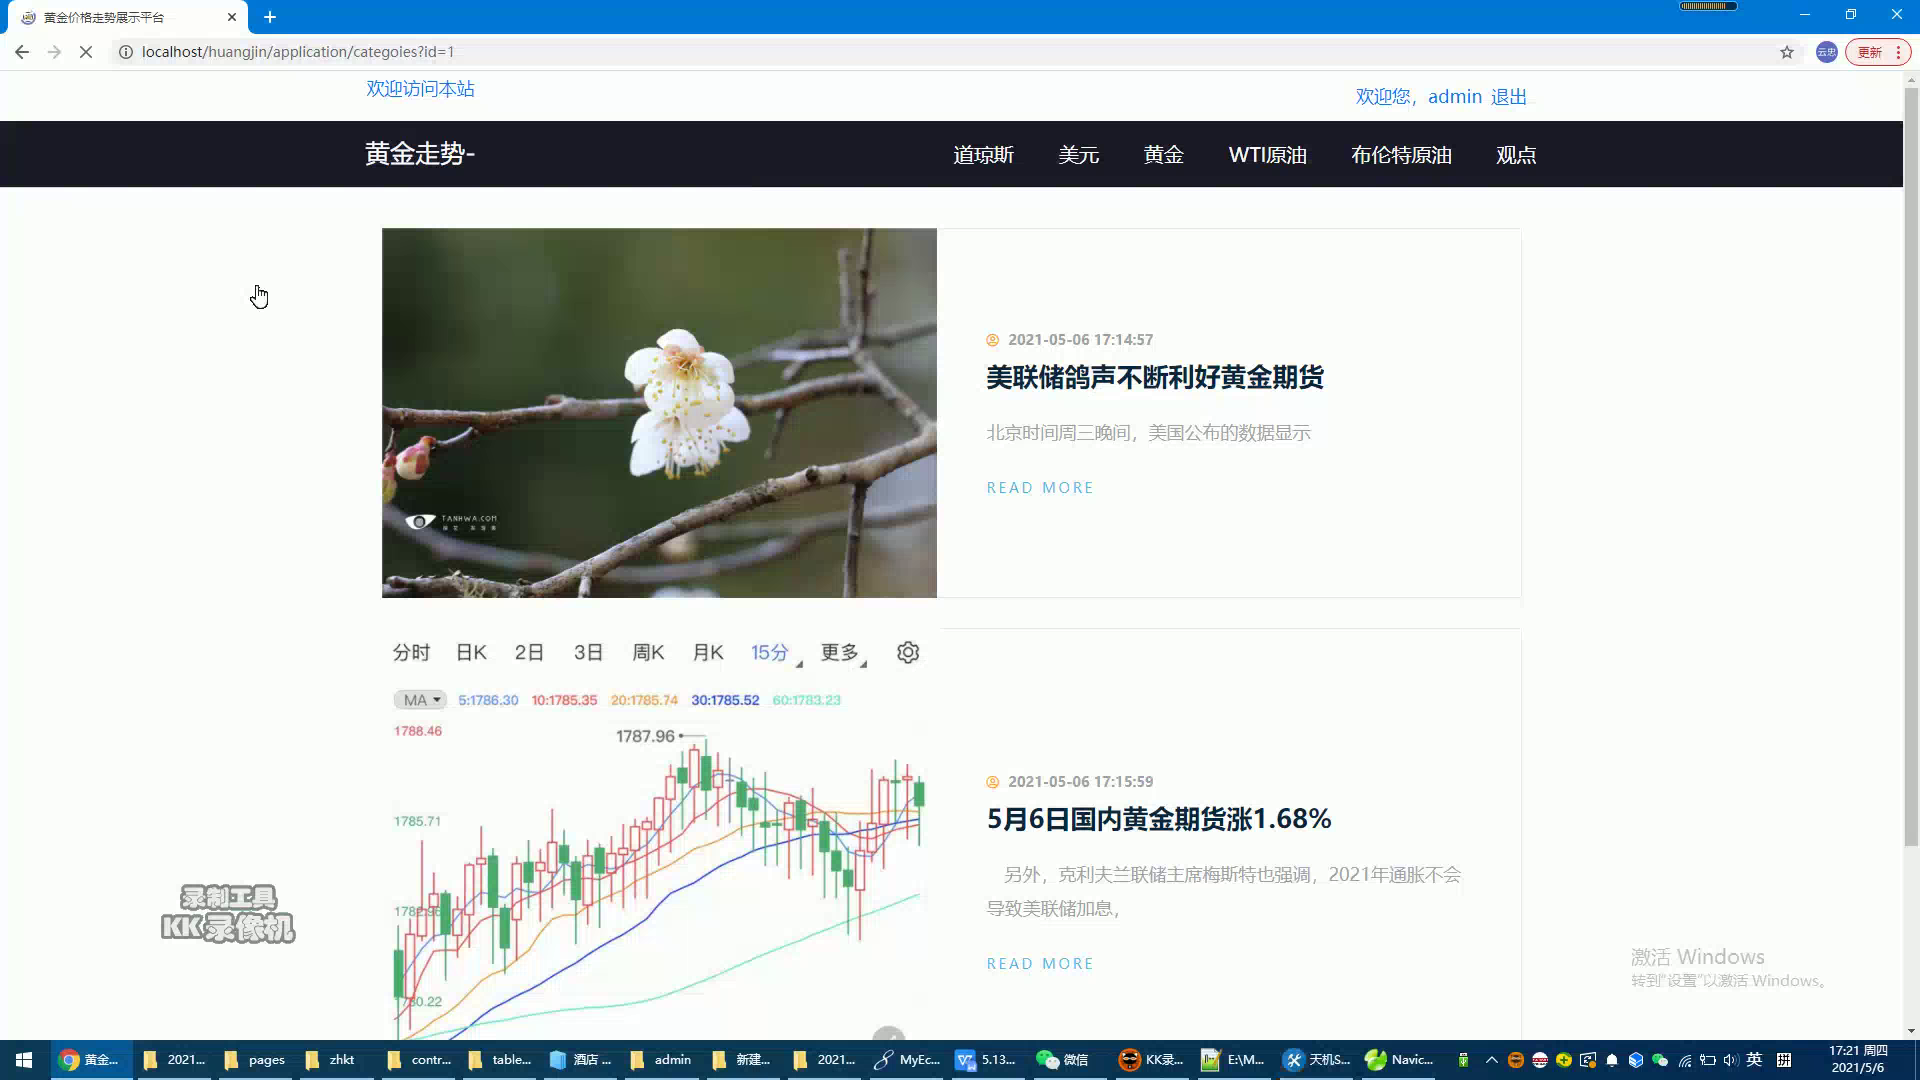 黄金价格走势展示平台
localhost/huangjin/application/categoies?id=1
云忠
更新
欢迎访问本站
欢迎您，admin 退出
黄金走势-
道琼斯 美元 黄金 WTI原油 布伦特原油 观点
2021-05-06 17:14:57
美联储鸽声不断利好黄金期货
北京时间周三晚间，美国公布的数据显示
READ MORE
TANHWA.COM
分时 日K 2日 3日 周K 月K 15分 更多
MA 5:1786.30 10:1785.35 20:1785.74 30:1785.52 60:1783.23
1788.46
1787.96
1785.71
1782.96
1780.22
2021-05-06 17:15:59
5月6日国内黄金期货涨1.68%
另外，克利夫兰联储主席梅斯特也强调，2021年通胀不会
导致美联储加息，
READ MORE
录制工具
KK录像机
激活 Windows
转到"设置"以激活 Windows。
黄金... 2021... pages zhkt contr... table... 酒店 ... admin 新建... 2021... MyEc... 5.13... 微信 KK录... E:\M... 天机S... Navic... 英 拼
17:21 周四
2021/5/6